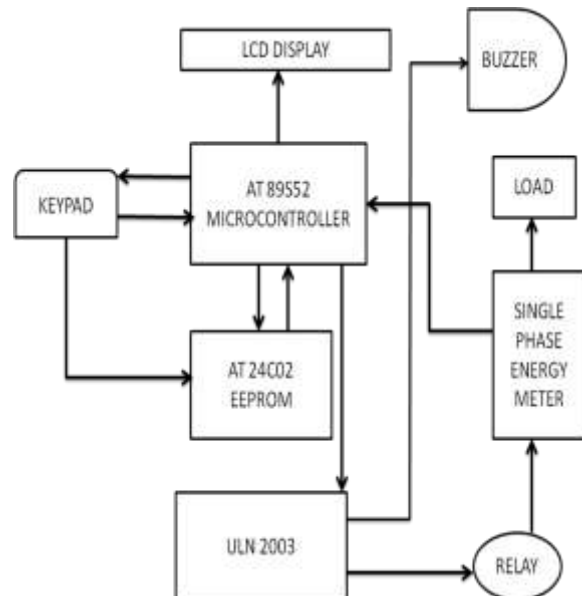 LCD DISPLAY
BUZZER
KEYPAD
AT 89S52
MICROCONTROLLER
LOAD
SINGLE
PHASE
ENERGY
METER
AT 24C02
EEPROM
ULN 2003
RELAY